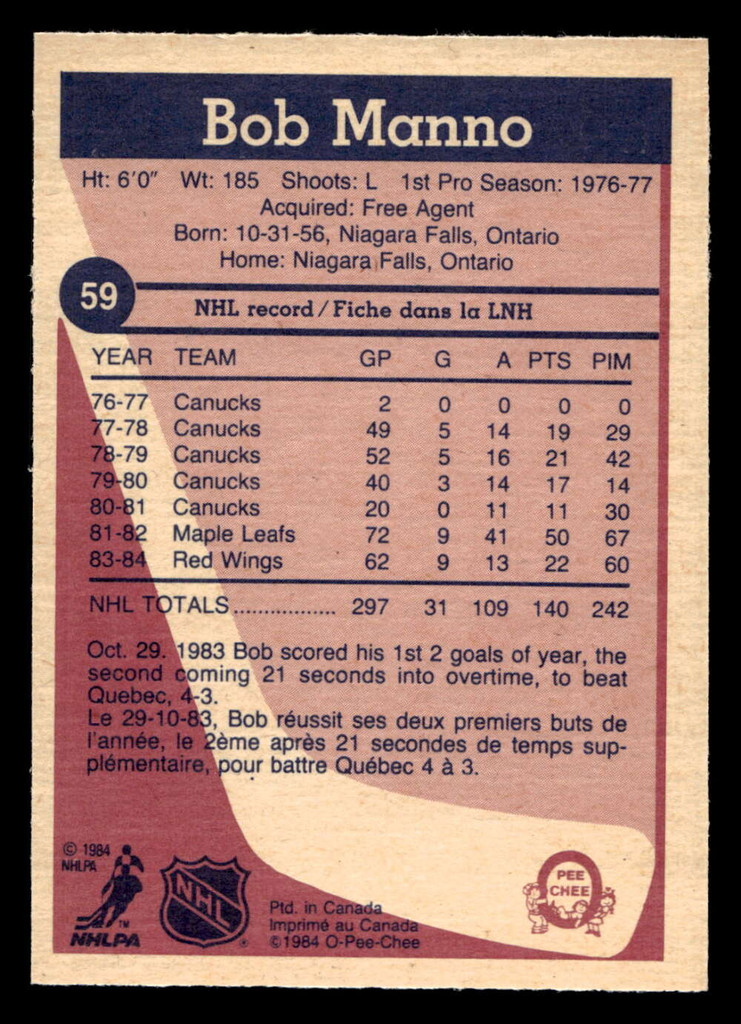 Bob Manno
Ht: 6'0" Wt: 185 Shoots: L 1st Pro Season: 1976-77
Acquired: Free Agent
Born: 10-31-56, Niagara Falls, Ontario
Home: Niagara Falls, Ontario
59
NHL record/Fiche dans la LNH
YEAR TEAM GP G A PTS PIM
76-77 Canucks 2 0 0 0 0
77-78 Canucks 49 5 14 19 29
78-79 Canucks 52 5 16 21 42
79-80 Canucks 40 3 14 17 14
80-81 Canucks 20 0 11 11 30
81-82 Maple Leafs 72 9 41 50 67
83-84 Red Wings 62 9 13 22 60
NHL TOTALS................. 297 31 109 140 242
Oct. 29. 1983 Bob scored his 1st 2 goals of year, the
second coming 21 seconds into overtime, to beat
Quebec, 4-3.
Le 29-10-83, Bob réussit ses deux premiers buts de
l'année, le 2ème après 21 secondes de temps sup-
plémentaire, pour battre Québec 4 à 3.
© 1984
NHLPA
TM
NHLPA
NHL
Ptd. in Canada
Imprimé au Canada
©1984 O-Pee-Chee
O
PEE
CHEE